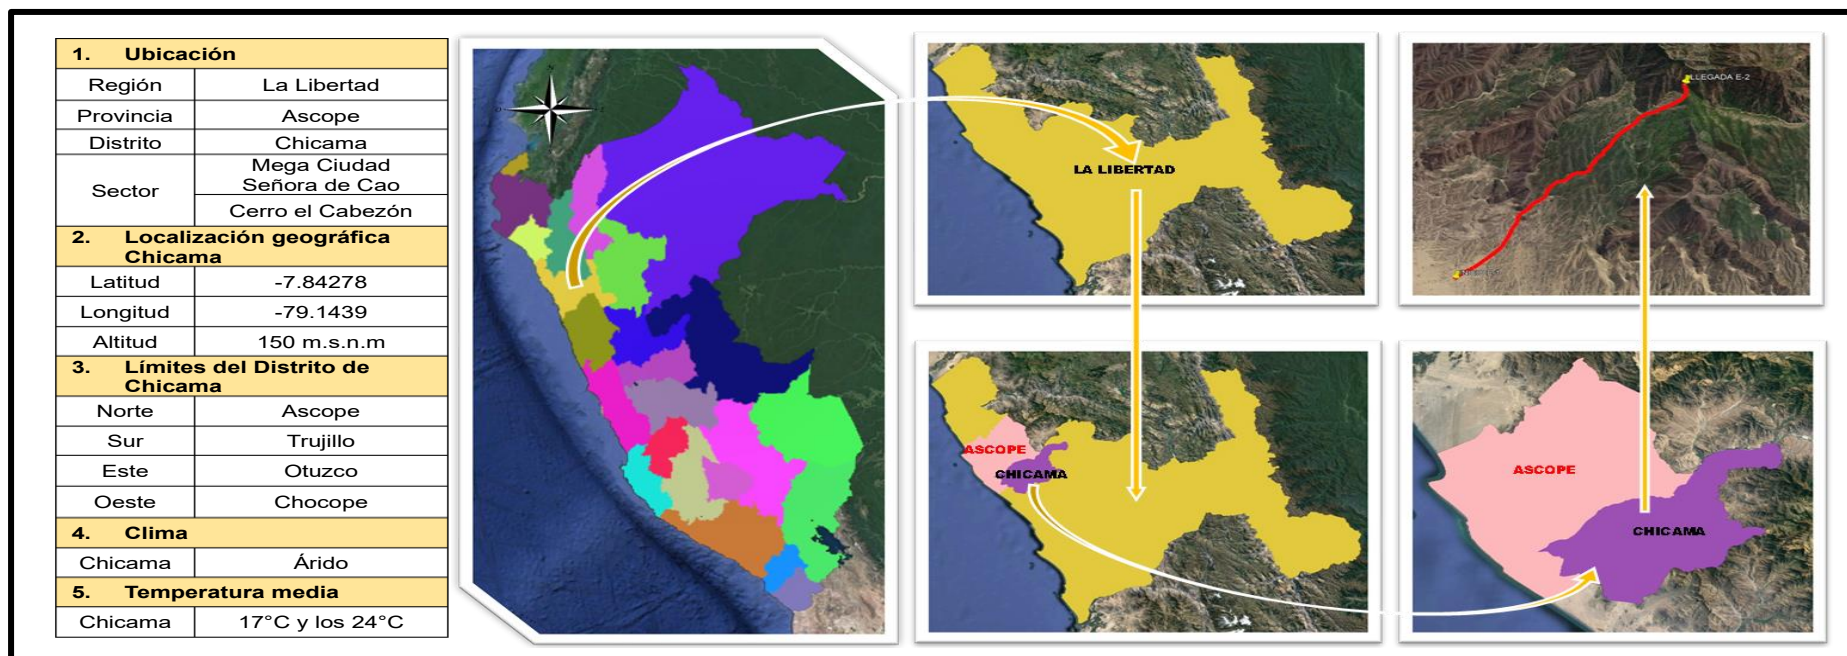 1. Ubicación
Región La Libertad
Provincia Ascope
Distrito Chicama
Sector Mega Ciudad
Señora de Cao
Cerro el Cabezón
2. Localización geográfica
Chicama
Latitud -7.84278
Longitud -79.1439
Altitud 150 m.s.n.m
3. Límites del Distrito de
Chicama
Norte Ascope
Sur Trujillo
Este Otuzco
Oeste Chocope
4. Clima
Chicama Árido
5. Temperatura media
Chicama 17°C y los 24°C
LA LIBERTAD
LLEGADA E-2
ASCOPE
CHICAMA
ASCOPE
CHICAMA